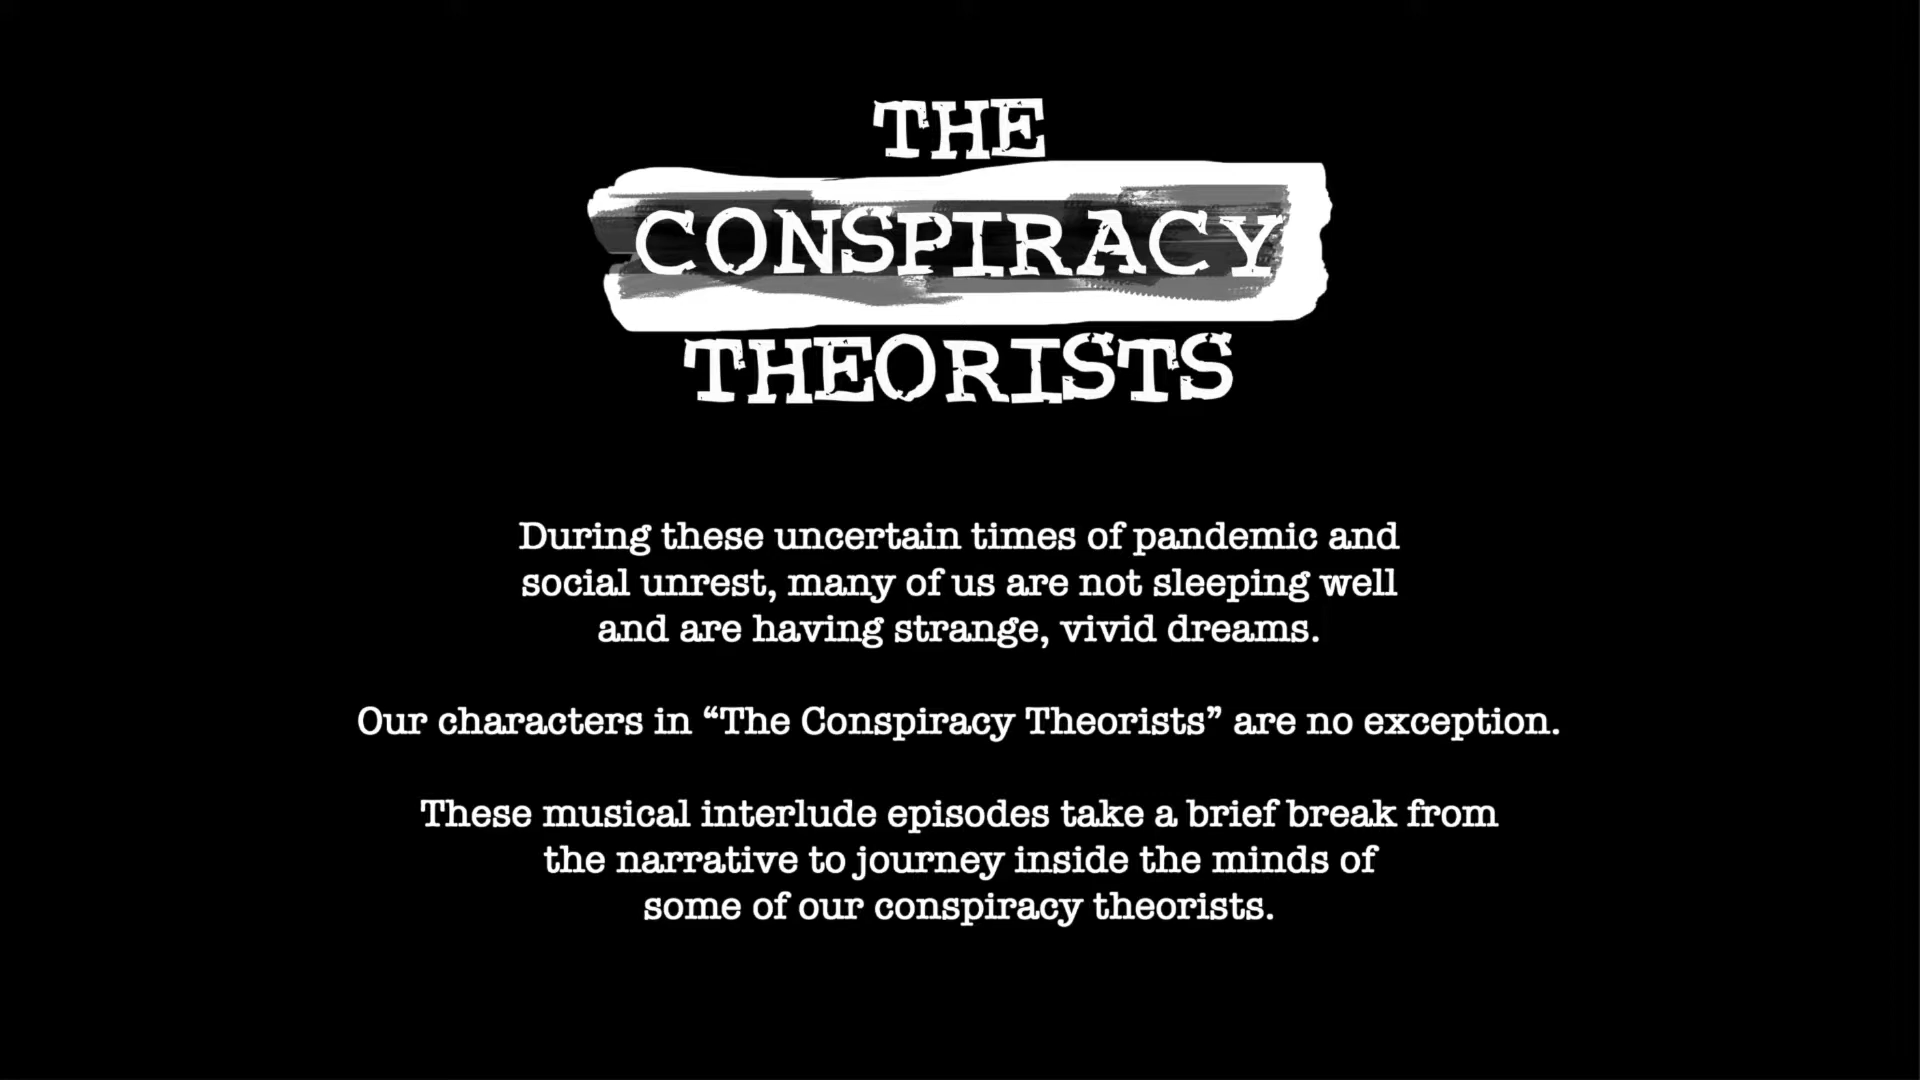 THE
CONSPIRACY
THEORISTS
During these uncertain times of pandemic and
social unrest, many of us are not sleeping well
and are having strange, vivid dreams.
Our characters in “The Conspiracy Theorists” are no exception.
These musical interlude episodes take a brief break from
the narrative to journey inside the minds of
some of our conspiracy theorists.